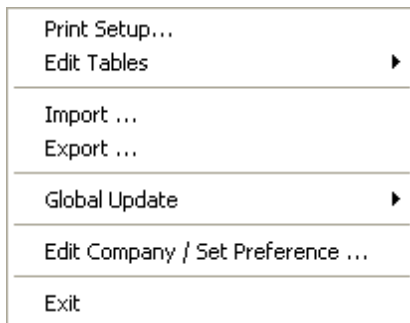 Print Setup...
Edit Tables
Import ...
Export ...
Global Update
Edit Company / Set Preference ...
Exit